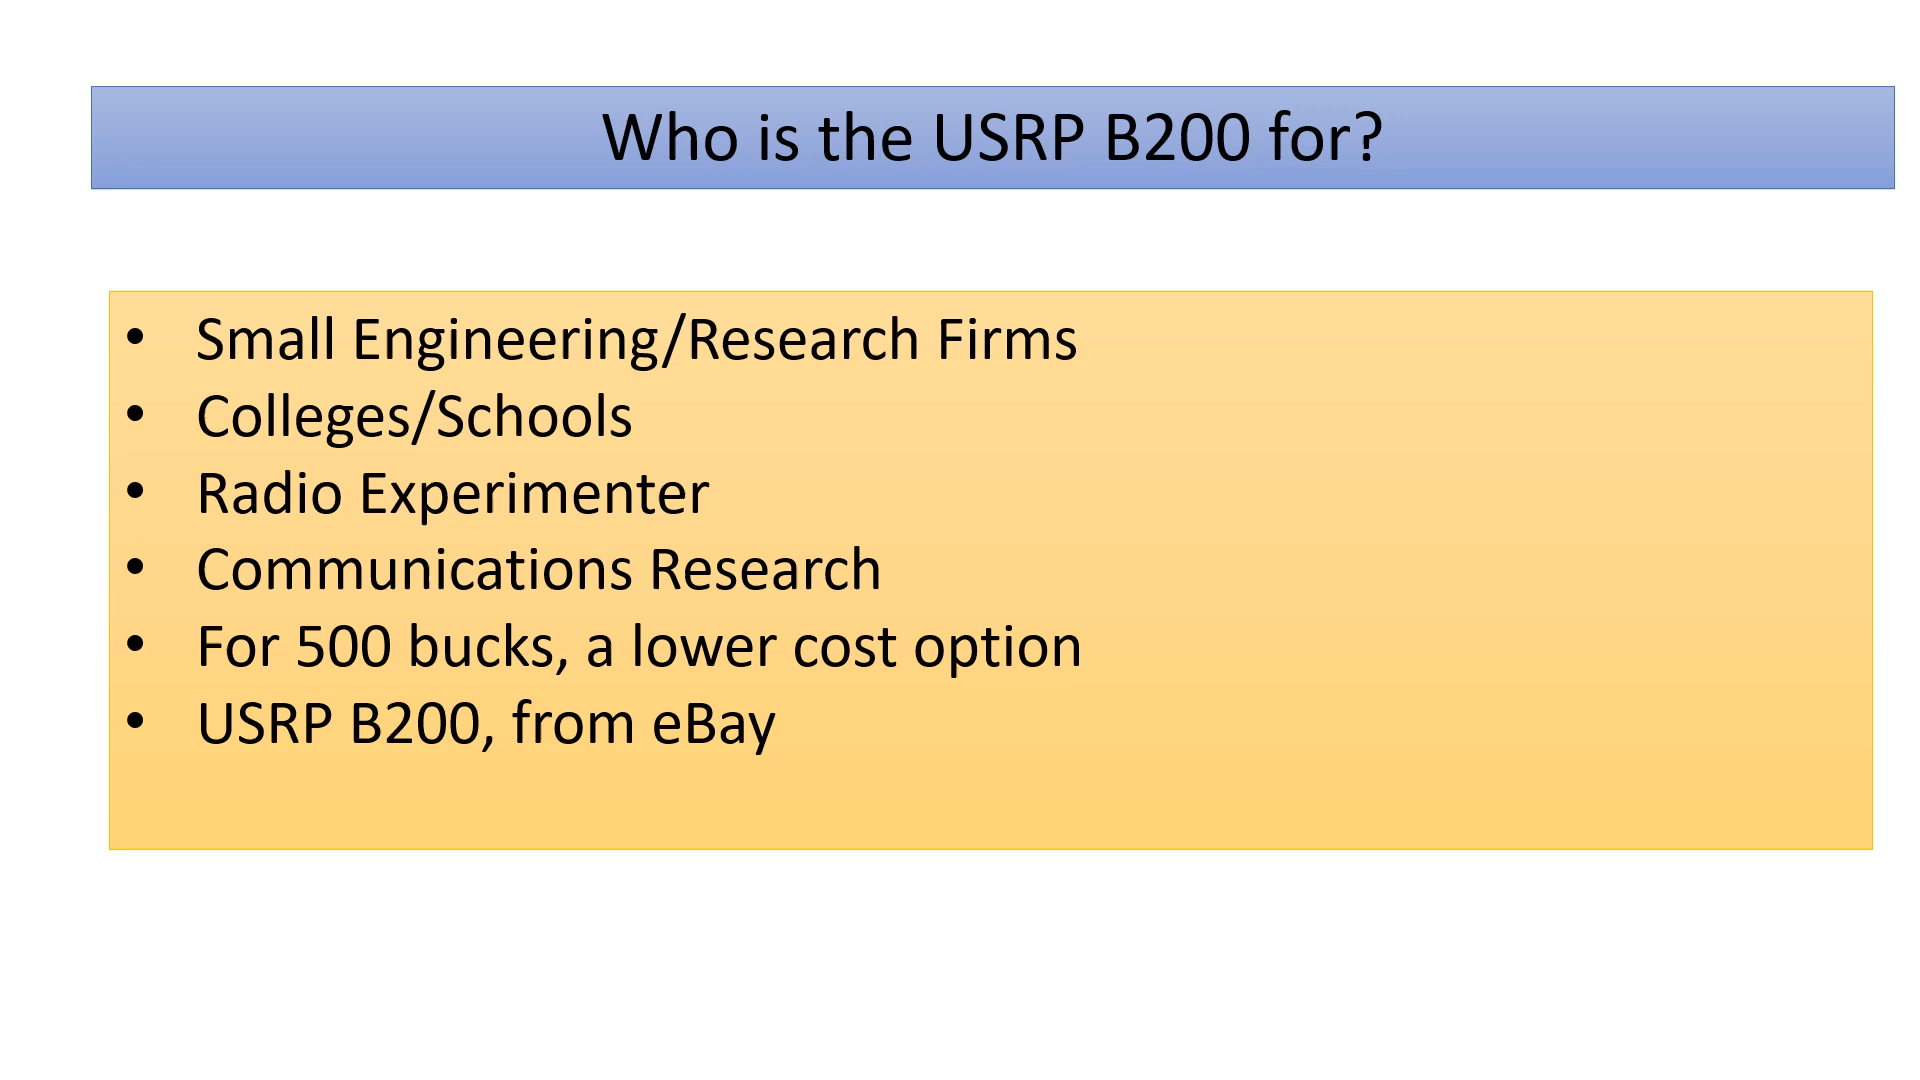 Who is the USRP B200 for?
• Small Engineering/Research Firms
• Colleges/Schools
• Radio Experimenter
• Communications Research
• For 500 bucks, a lower cost option
• USRP B200, from eBay